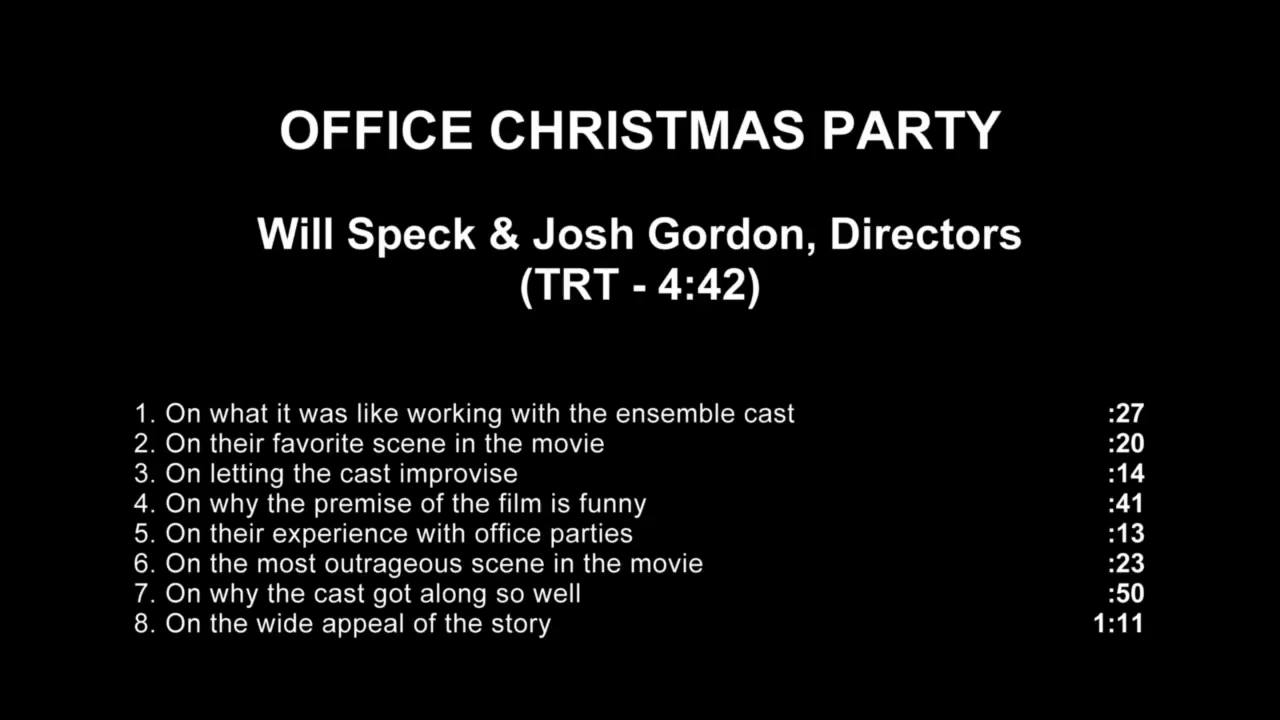 OFFICE CHRISTMAS PARTY
Will Speck & Josh Gordon, Directors
(TRT - 4:42)
1. On what it was like working with the ensemble cast :27
2. On their favorite scene in the movie :20
3. On letting the cast improvise :14
4. On why the premise of the film is funny :41
5. On their experience with office parties :13
6. On the most outrageous scene in the movie :23
7. On why the cast got along so well :50
8. On the wide appeal of the story 1:11